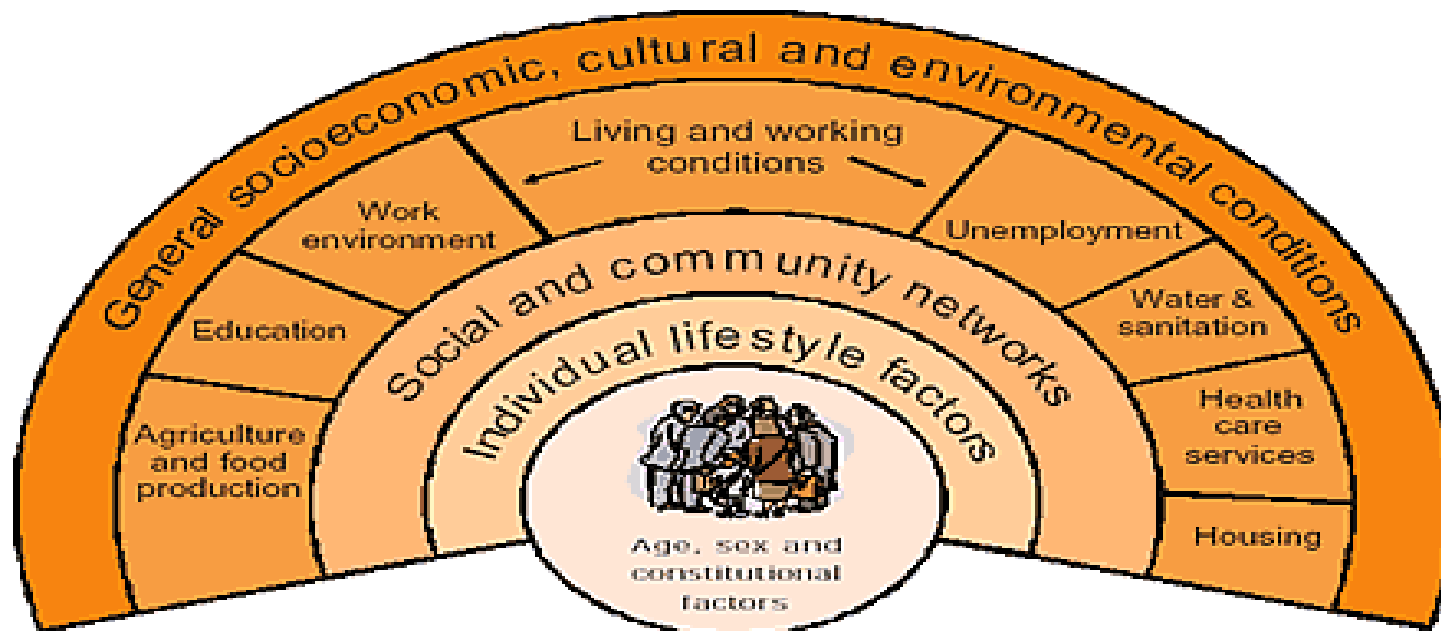 General socioeconomic, cultural and environmental conditions
Living and working
conditions
Work
environment
Education
Agriculture
and food
production
Unemployment
Water &
sanitation
Health
care
services
Housing
Social and community networks
Individual lifestyle factors
Age, sex and
constitutional
factors